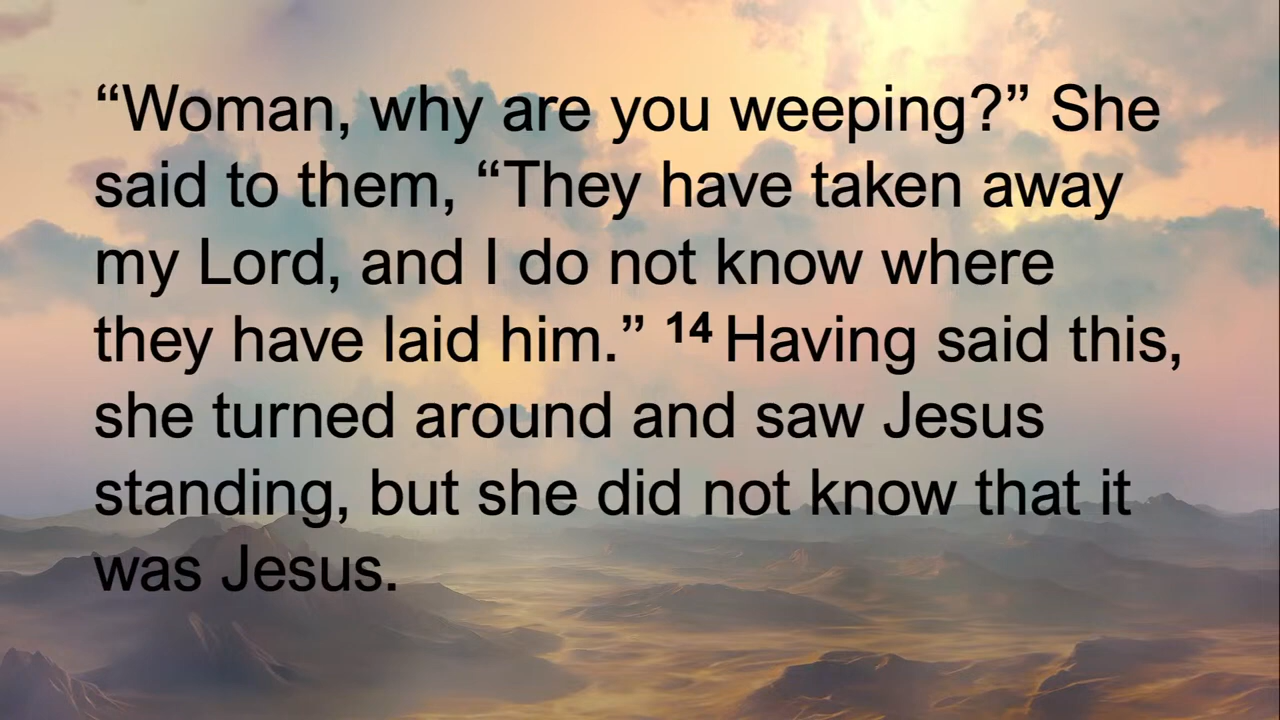 “Woman, why are you weeping?” She
said to them, “They have taken away
my Lord, and I do not know where
they have laid him.” 14 Having said this,
she turned around and saw Jesus
standing, but she did not know that it
was Jesus.